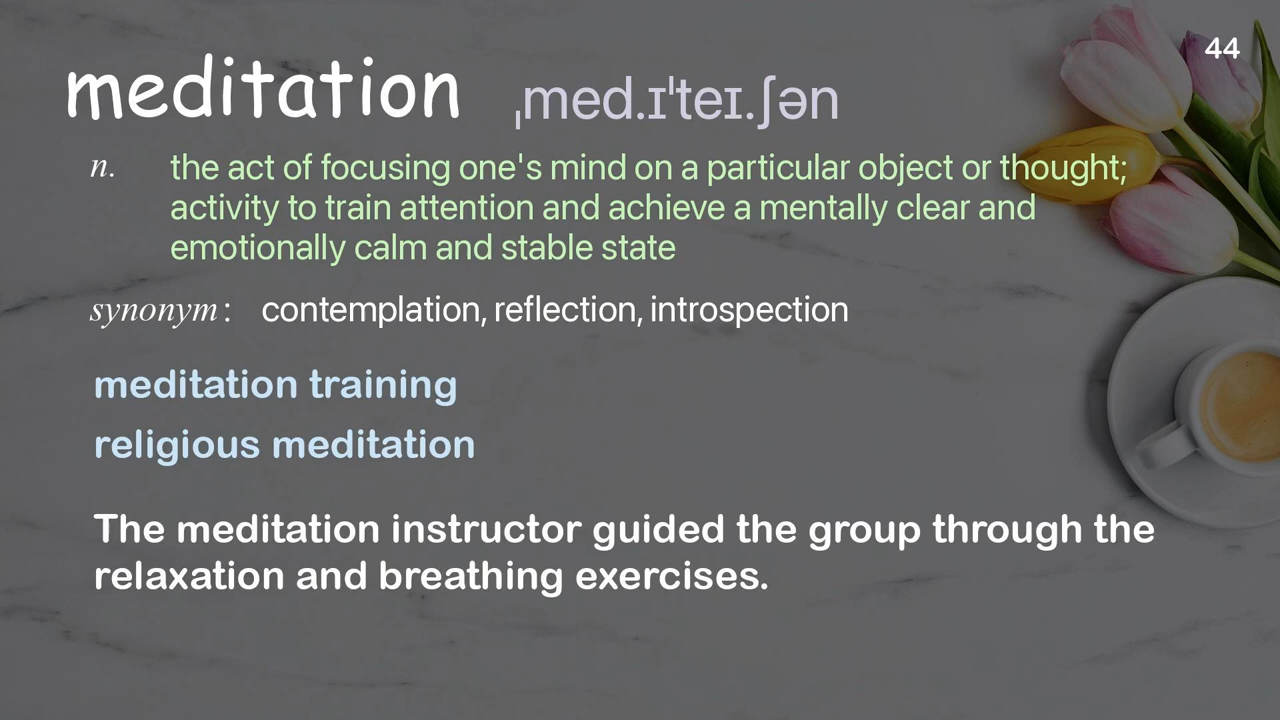 44
meditation ˌmed.ɪˈteɪ.ʃən
n. the act of focusing one's mind on a particular object or thought;
activity to train attention and achieve a mentally clear and
emotionally calm and stable state
synonym: contemplation, reflection, introspection
meditation training
religious meditation
The meditation instructor guided the group through the
relaxation and breathing exercises.